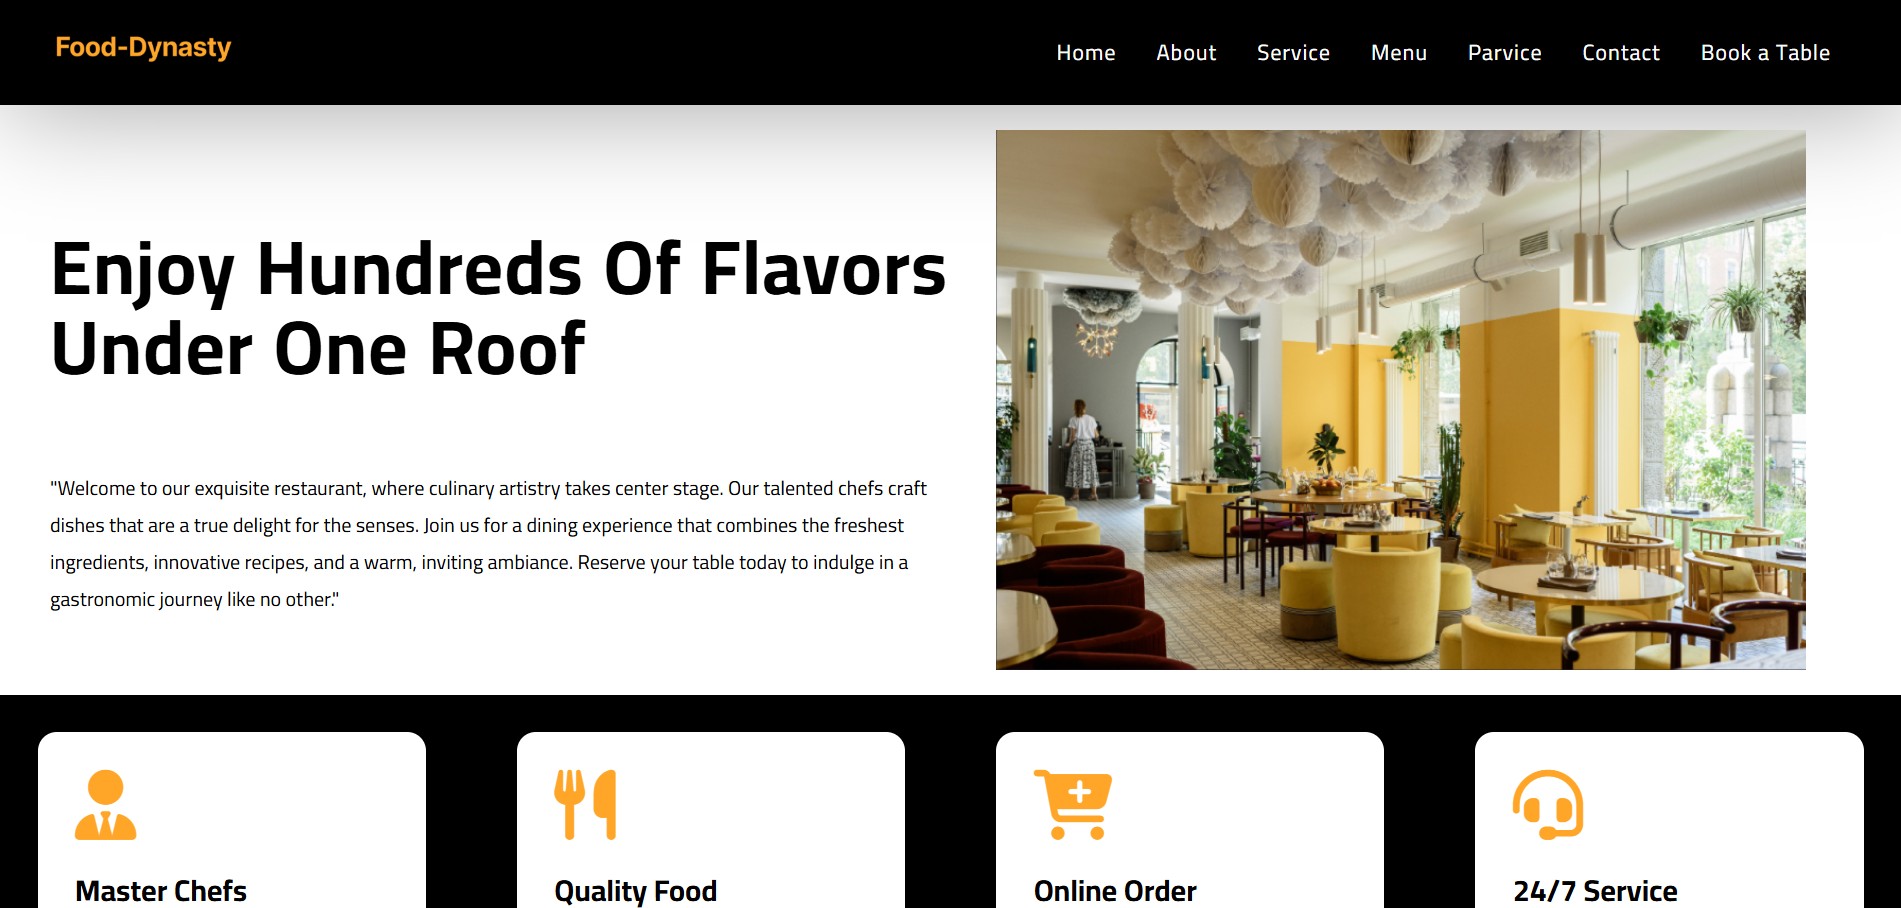 Food-Dynasty
Home About Service Menu Parvice Contact Book a Table
Enjoy Hundreds Of Flavors
Under One Roof
"Welcome to our exquisite restaurant, where culinary artistry takes center stage. Our talented chefs craft
dishes that are a true delight for the senses. Join us for a dining experience that combines the freshest
ingredients, innovative recipes, and a warm, inviting ambiance. Reserve your table today to indulge in a
gastronomic journey like no other."
Master Chefs
Quality Food
Online Order
24/7 Service